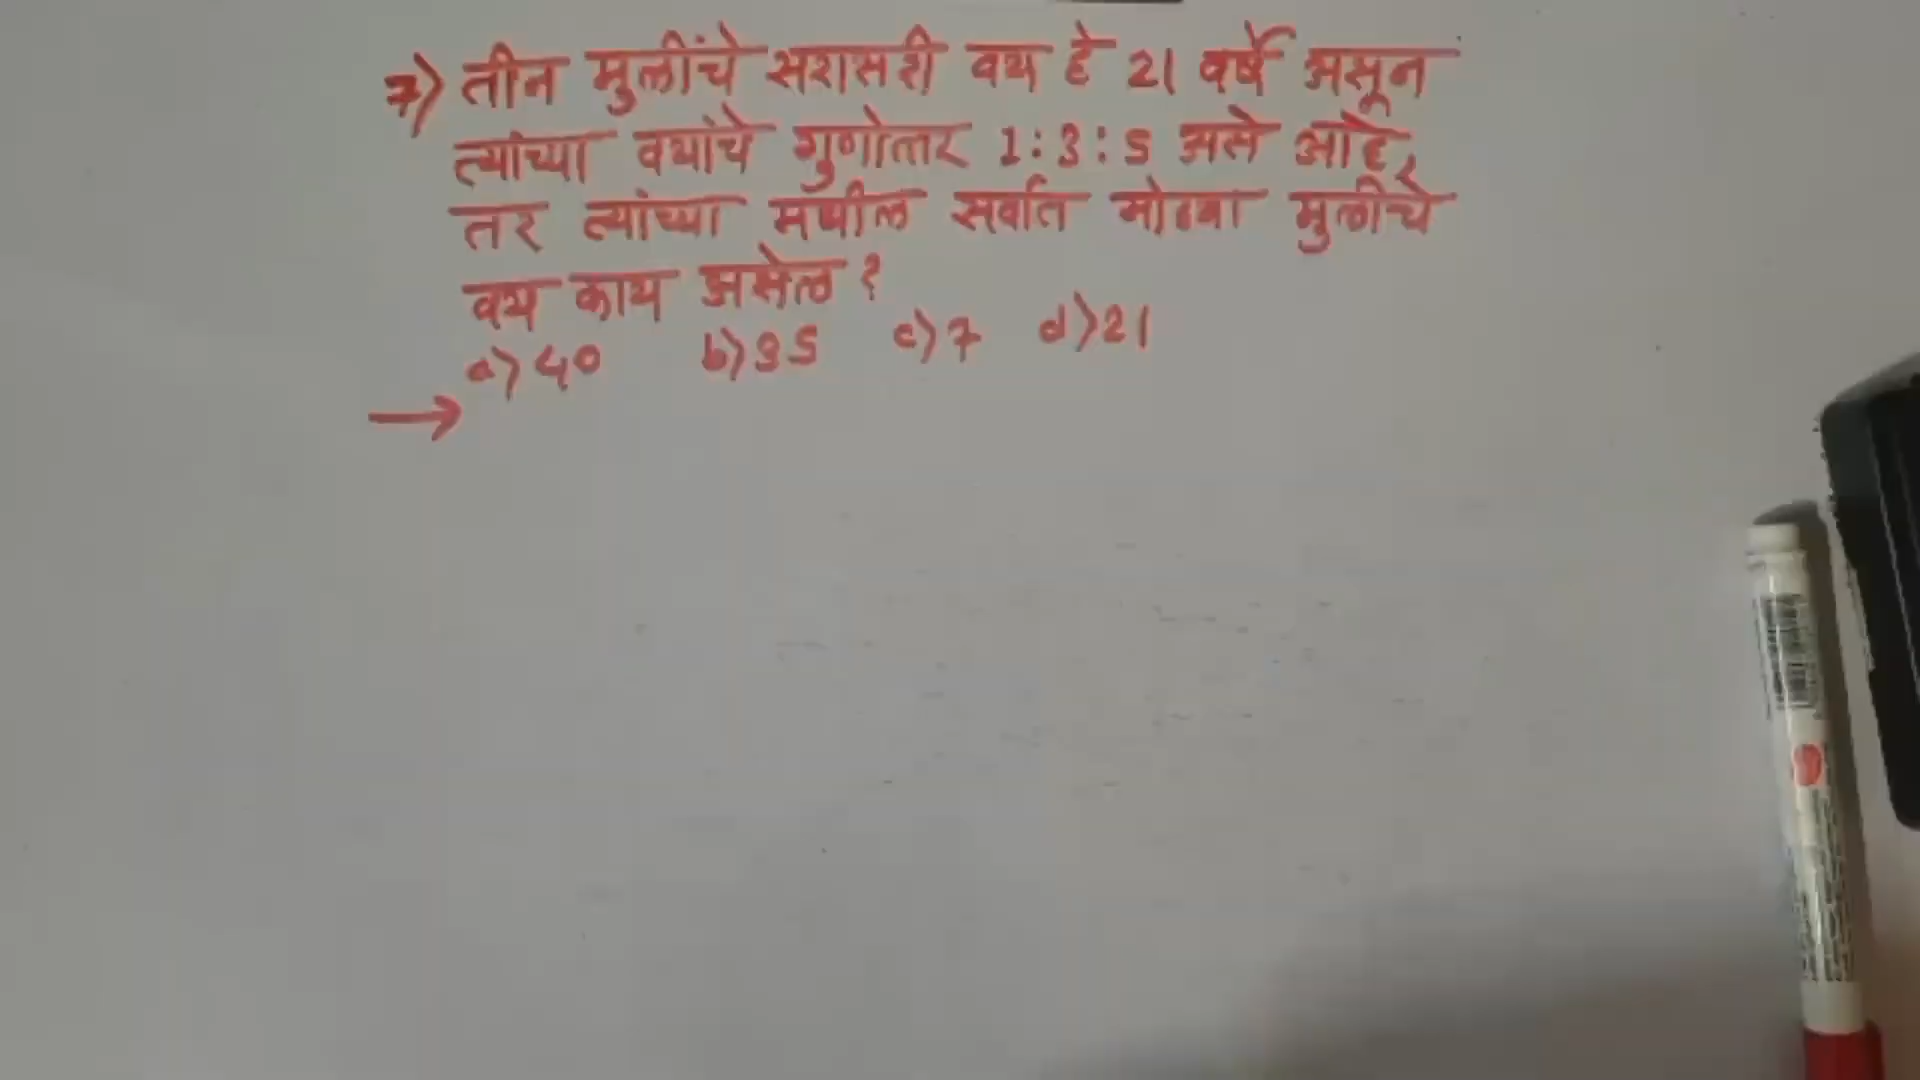 7) तीन मुलींचे सरासरी वय हे 21 वर्षे असून
त्यांच्या वयांचे गुणोत्तर 1:3:5 असे आहे,
तर त्यांच्या मधील सर्वात मोठ्या मुलीचे
वय काय असेल ?
a) 40 b) 35 c) 7 d) 21
→